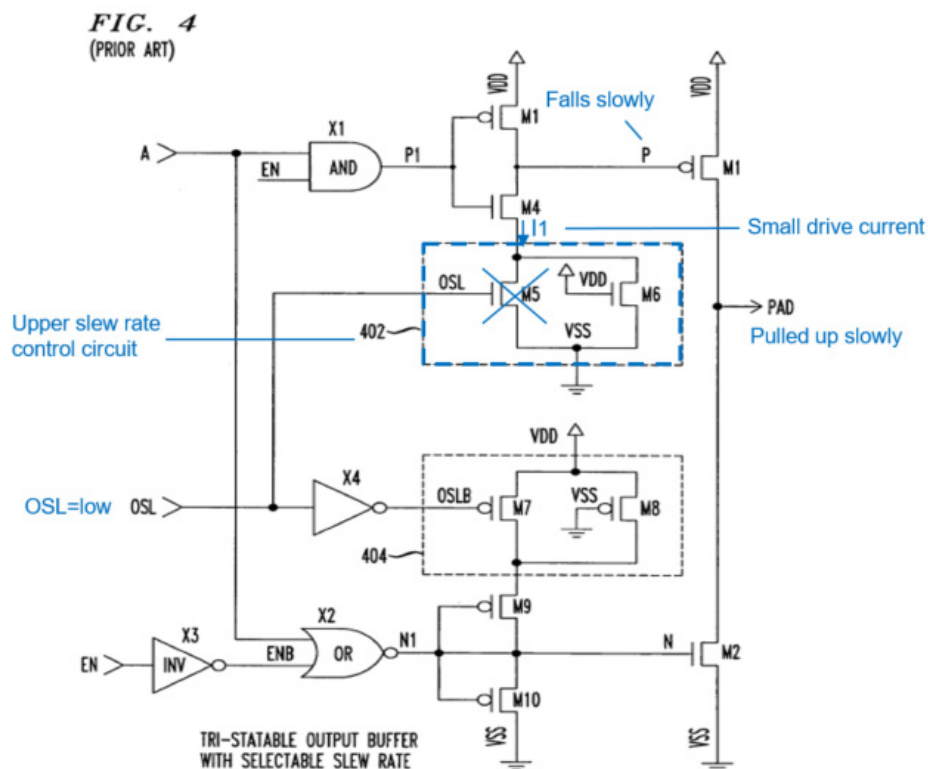 FIG. 4
(PRIOR ART)
VDD
VDD
Falls slowly
M1
X1
A
AND
P1
P
M1
EN
M4
I1
Small drive current
OSL
M5
VDD
M6
PAD
Upper slew rate
control circuit
402
VSS
Pulled up slowly
VDD
X4
OSL=low
OSL
OSLB
M7
VSS
M8
404
M9
X2
X3
EN
INV
ENB
OR
N1
N
M2
M10
VSS
VSS
TRI-STATABLE OUTPUT BUFFER
WITH SELECTABLE SLEW RATE